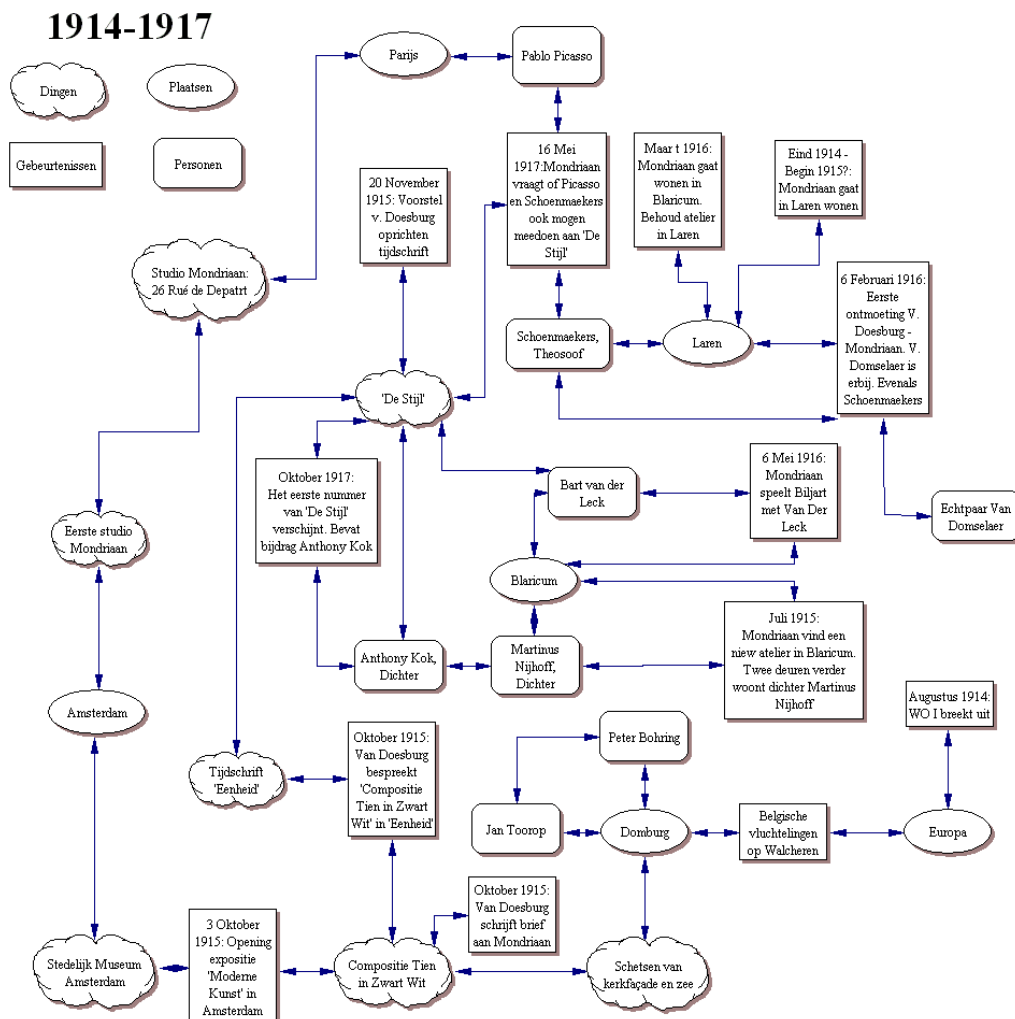 1914-1917
Dingen
Plaatsen
Gebeurtenissen
Personen
Parijs
Pablo Picasso
20 November
1915: Voorstel
v. Doesburg
oprichten
tijdschrift
16 Mei
1917:Mondriaan
vraagt of Picasso
en Schoenmaekers
ook mogen
meedoen aan 'De
Stijl'
Maar t 1916:
Mondriaan gaat
wonen in
Blaricum.
Behoud atelier
in Laren
Eind 1914 -
Begin 1915?:
Mondriaan gaat
in Laren wonen
Studio Mondriaan:
26 Rué de Depatrt
Schoenmaekers,
Theosoof
Laren
6 Februari 1916:
Eerste
ontmoeting V.
Doesburg -
Mondriaan. V.
Domselaer is
erbij. Evenals
Schoenmaekers
'De Stijl'
Oktober 1917:
Het eerste nummer
van 'De Stijl'
verschijnt. Bevat
bijdrag Anthony Kok
Bart van der
Leck
6 Mei 1916:
Mondriaan
speelt Biljart
met Van Der
Leck
Echtpaar Van
Domselaer
Eerste studio
Mondriaan
Blaricum
Anthony Kok,
Dichter
Martinus
Nijhoff,
Dichter
Juli 1915:
Mondriaan vind een
niew atelier in Blaricum.
Twee deuren verder
woont dichter Martinus
Nijhoff
Amsterdam
Augustus 1914:
WO I breekt uit
Tijdschrift
'Eenheid'
Oktober 1915:
Van Doesburg
bespreekt
'Compositie
Tien in Zwart
Wit' in 'Eenheid'
Peter Bohring
Jan Toorop
Domburg
Belgische
vluchtelingen
op Walcheren
Europa
Oktober 1915:
Van Doesburg
schrijft brief
aan Mondriaan
Stedelijk Museum
Amsterdam
3 Oktober
1915: Opening
expositie
'Moderne
Kunst' in
Amsterdam
Compositie Tien
in Zwart Wit
Schetsen van
kerkfaçade en zee